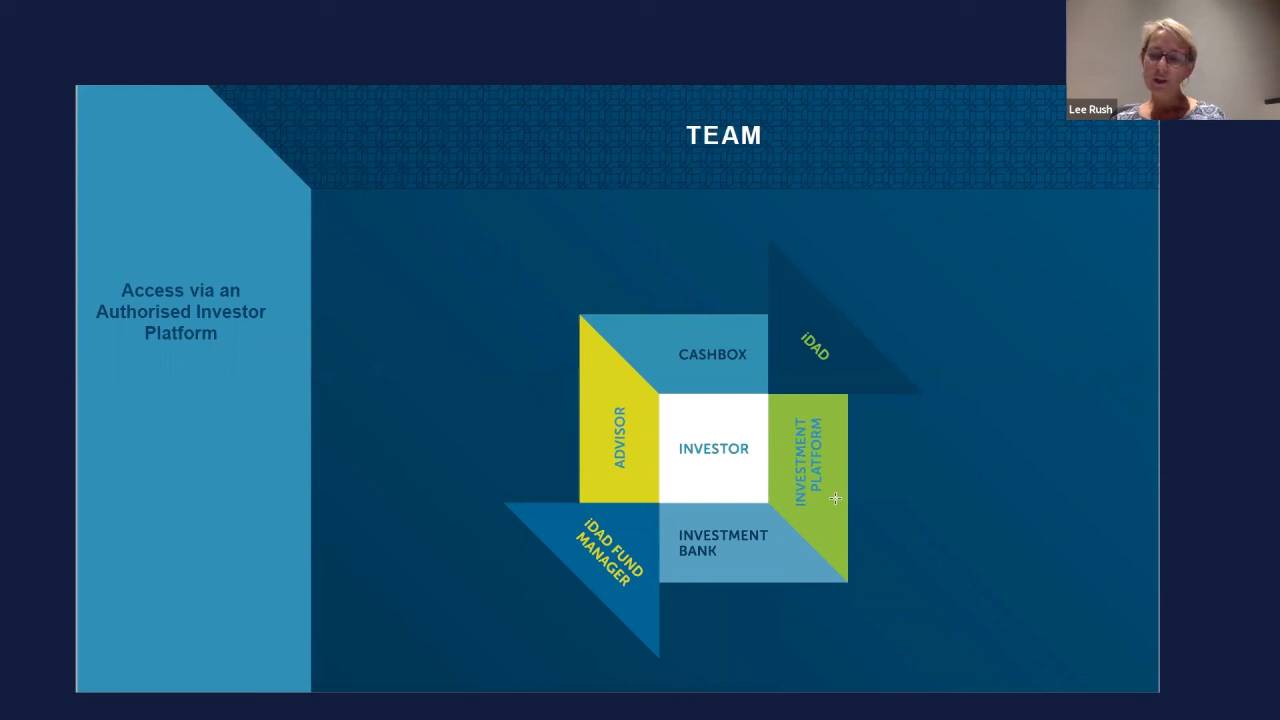 Lee Rush
TEAM
Access via an
Authorised Investor
Platform
CASHBOX
iDAD
ADVISOR
INVESTOR
INVESTMENT
PLATFORM
iDAD FUND
MANAGER
INVESTMENT
BANK